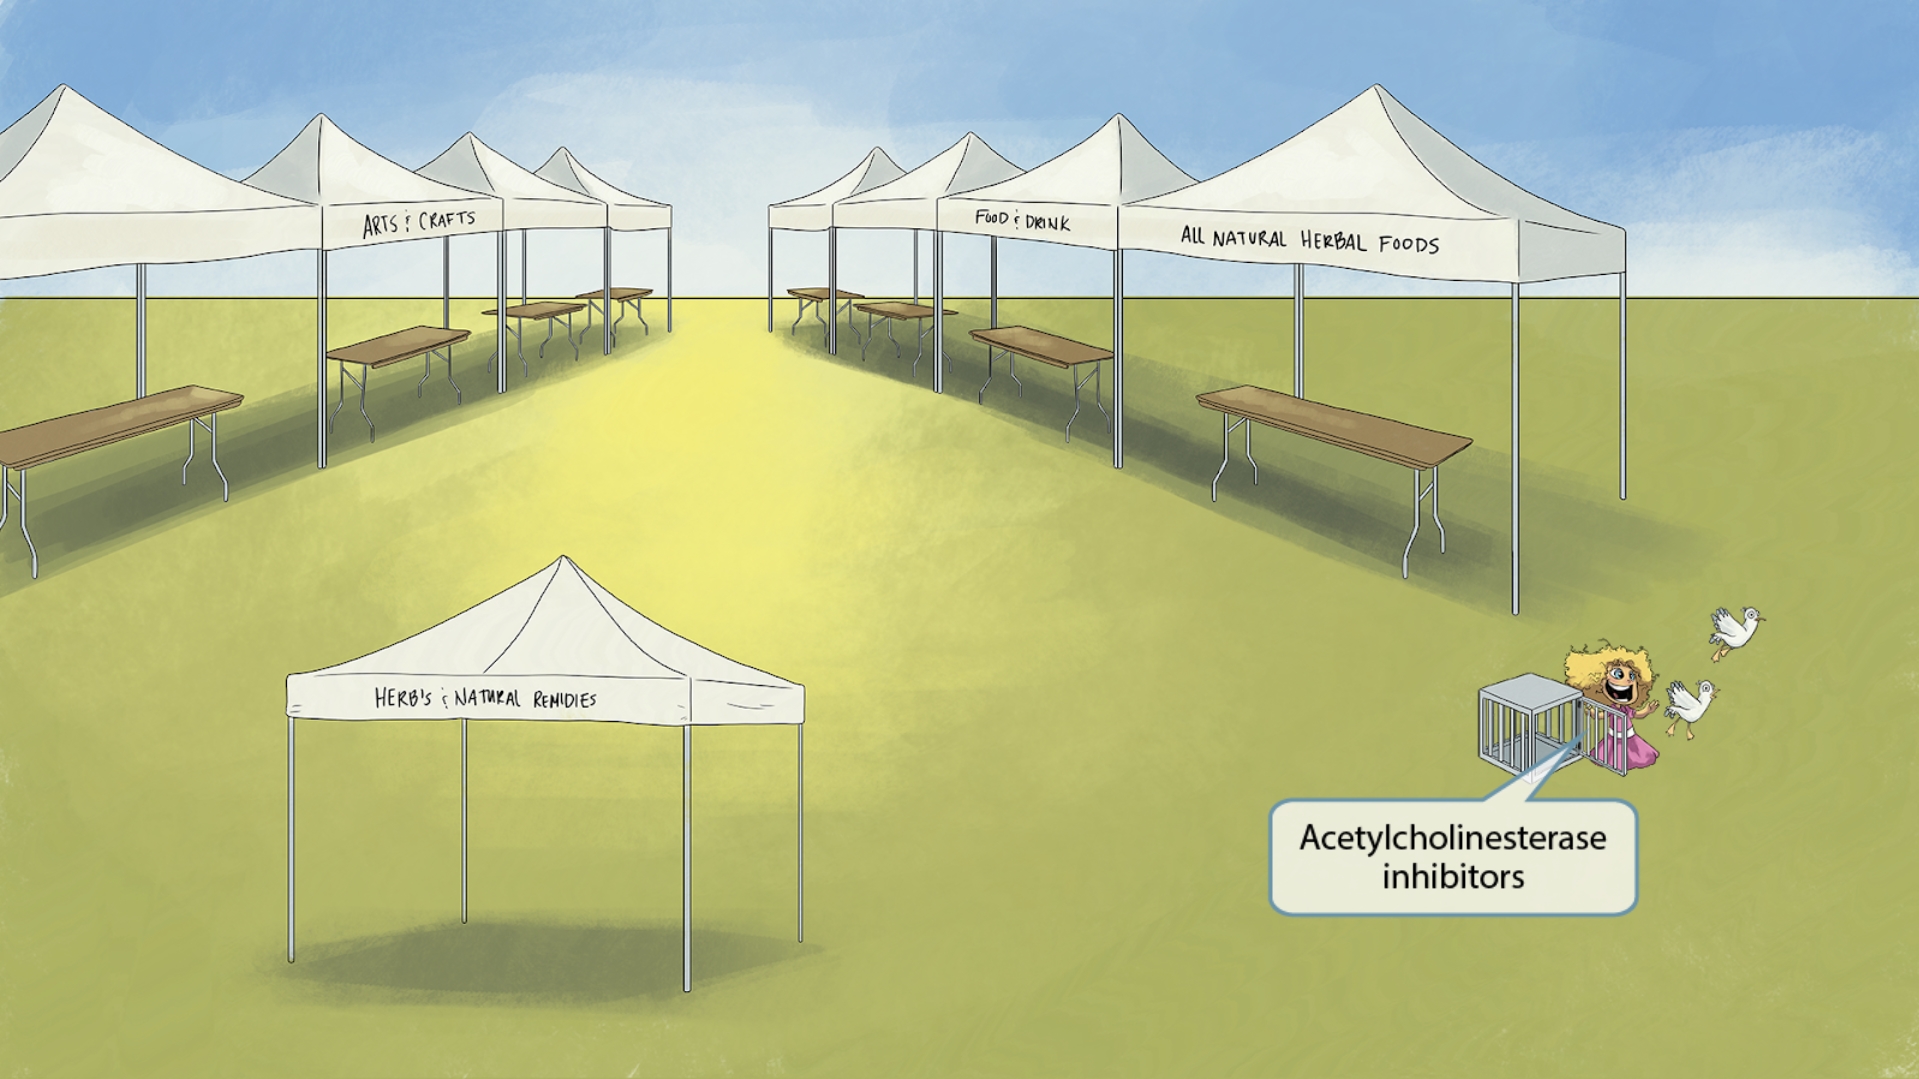 ARTS & CRAFTS
FOOD & DRINK
ALL NATURAL HERBAL FOODS
HERB'S & NATURAL REMIDIES
Acetylcholinesterase
inhibitors